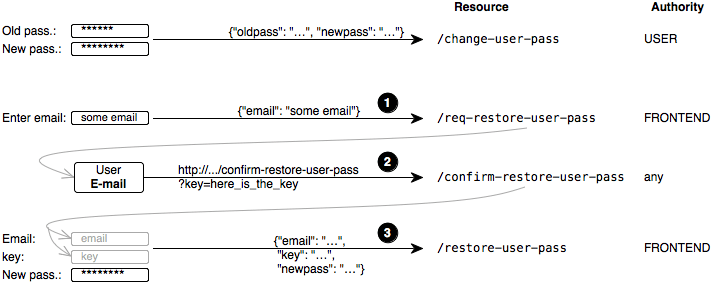 Resource Authority
Old pass.: ******
{"oldpass": "...", "newpass": "..."}
/change-user-pass USER
New pass.: ********
Enter email: some email
{"email": "some email"}
1
/req-restore-user-pass FRONTEND
User
E-mail
http://.../confirm-restore-user-pass
?key=here_is_the_key
2
/confirm-restore-user-pass any
Email: email
key: key
New pass.: ********
{"email": "...",
"key": "...",
"newpass": "..."}
3
/restore-user-pass FRONTEND